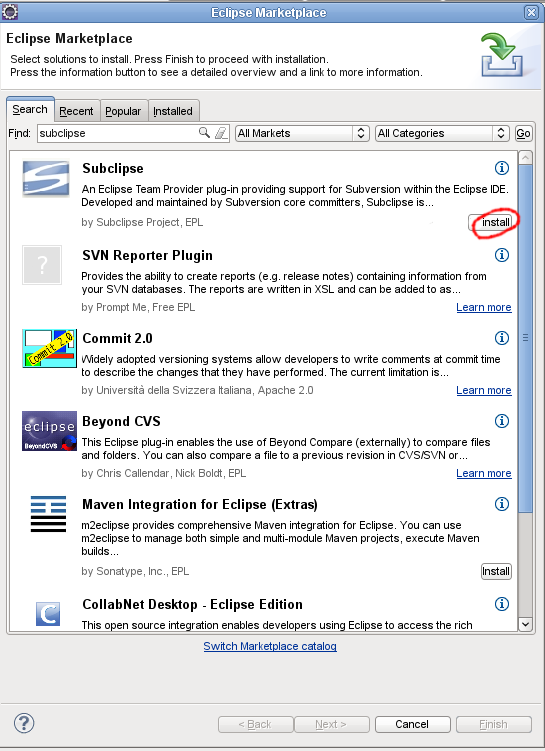 Eclipse Marketplace
Eclipse Marketplace
Select solutions to install. Press Finish to proceed with installation.
Press the information button to see a detailed overview and a link to more information.
Search Recent Popular Installed
Find: subclipse All Markets All Categories Go
Subclipse
An Eclipse Team Provider plug-in providing support for Subversion within the Eclipse IDE.
Developed and maintained by Subversion core committers, Subclipse is...
by Subclipse Project, EPL install
?
SVN Reporter Plugin
Provides the ability to create reports (e.g. release notes) containing information from
your SVN databases. The reports are written in XSL and can be added to as...
by Prompt Me, Free EPL Learn more
Commit 2.0
Commit 2.0
Widely adopted versioning systems allow developers to write comments at commit time
to describe the changes that they have performed. The current limitation is...
by Università della Svizzera Italiana, Apache 2.0 Learn more
eclipse
BeyondCVS
Beyond CVS
This Eclipse plug-in enables the use of Beyond Compare (externally) to compare files
and folders. You can also compare a file to a previous revision in CVS/SVN or...
by Chris Callendar, Nick Boldt, EPL Learn more
Maven Integration for Eclipse (Extras)
m2eclipse provides comprehensive Maven integration for Eclipse. You can use
m2eclipse to manage both simple and multi-module Maven projects, execute Maven
builds...
by Sonatype, Inc., EPL Install
C
CollabNet Desktop - Eclipse Edition
This open source integration enables developers using Eclipse to access the rich
Switch Marketplace catalog
? < Back Next > Cancel Finish